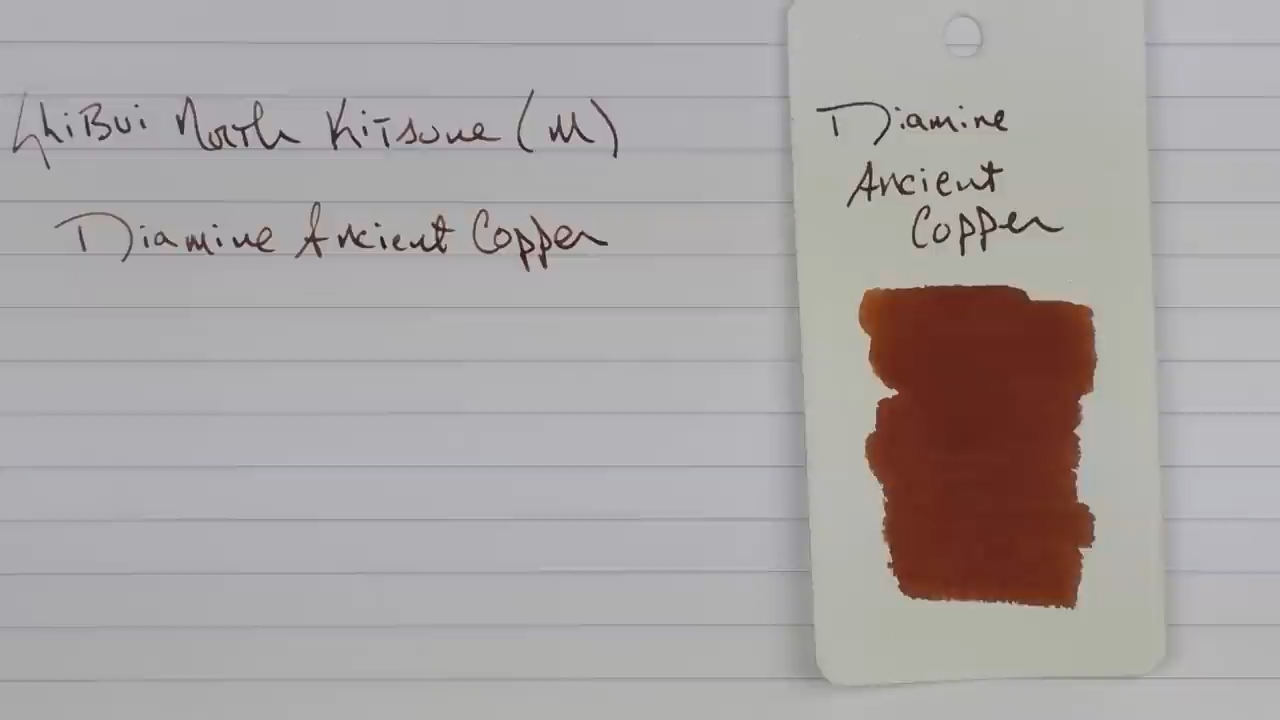 ShiBui North Kitsune (M)
Diamine Ancient Copper
Diamine
Ancient
Copper